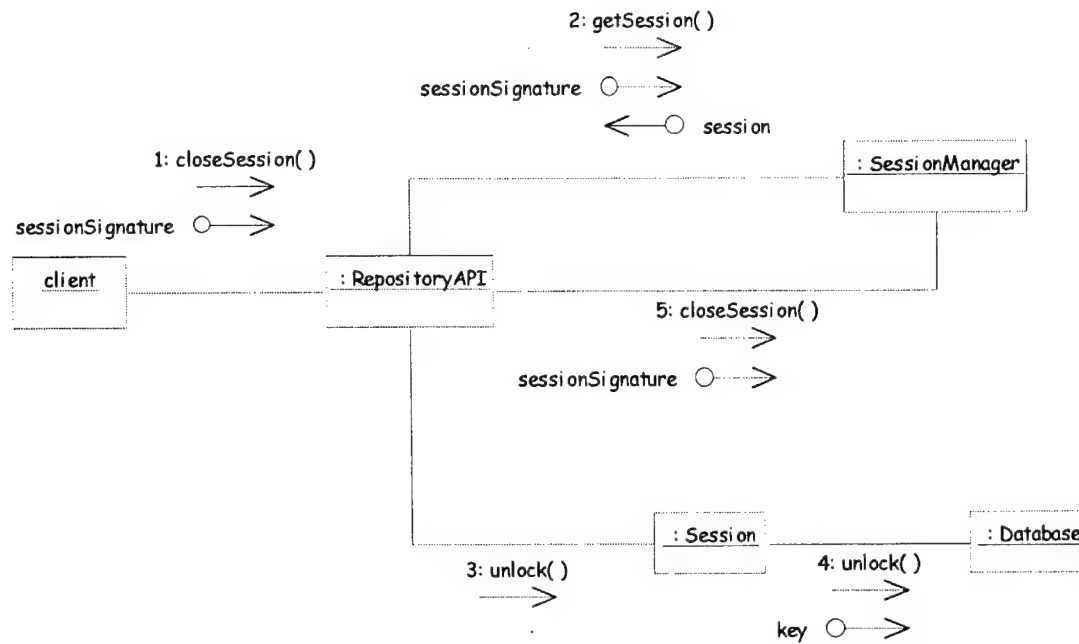 2: getSession( )
sessionSignature
session
1: closeSession( )
: SessionManager
sessionSignature
client
: RepositoryAPI
5: closeSession( )
sessionSignature
: Session
: Database
3: unlock( )
4: unlock( )
key